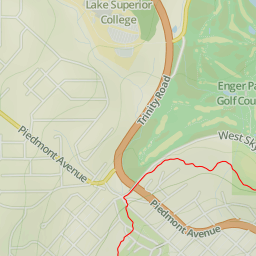 Lake Superior
College
Trinity Road
Enger Pa
Golf Cou
West Sky
Piedmont Avenue
Piedmont Avenue